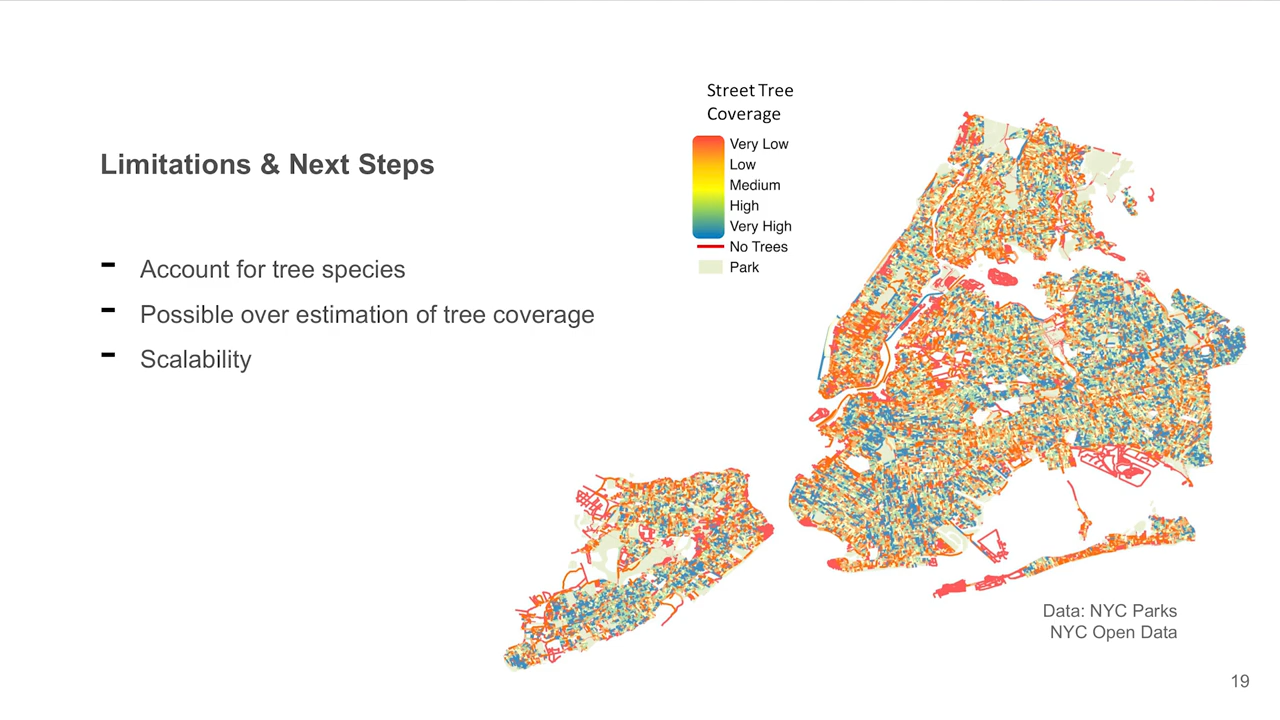 Limitations & Next Steps
- Account for tree species
- Possible over estimation of tree coverage
- Scalability
Street Tree
Coverage
Very Low
Low
Medium
High
Very High
No Trees
Park
Data: NYC Parks
NYC Open Data
19